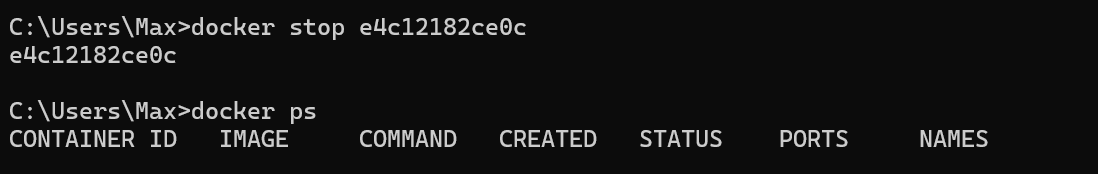 C:\Users\Max>docker stop e4c12182ce0c
e4c12182ce0c
C:\Users\Max>docker ps
CONTAINER ID   IMAGE     COMMAND   CREATED   STATUS    PORTS     NAMES